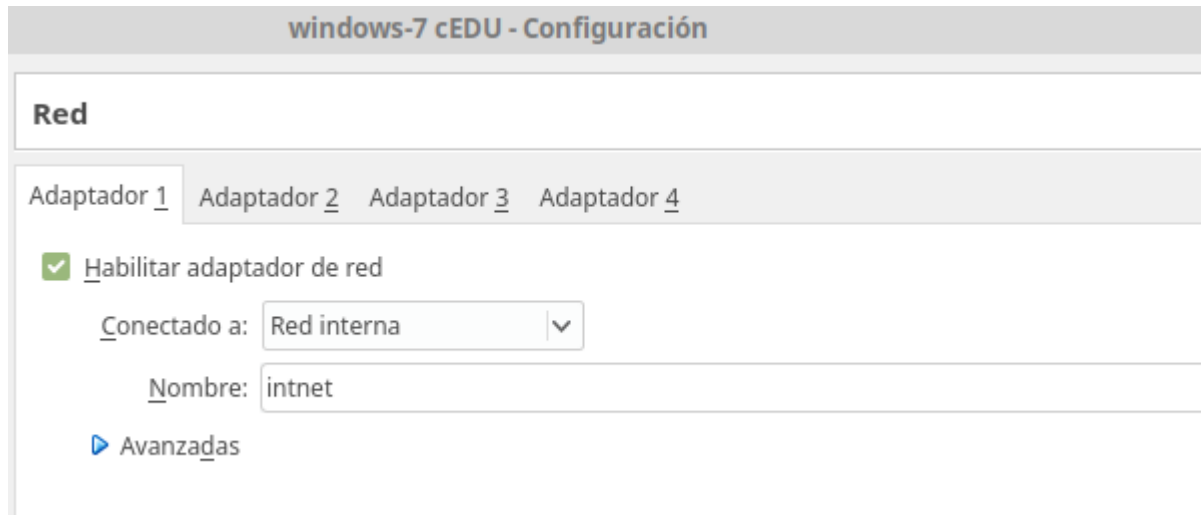 windows-7 cEDU - Configuración
Red
Adaptador 1 Adaptador 2 Adaptador 3 Adaptador 4
Habilitar adaptador de red
Conectado a: Red interna
Nombre: intnet
Avanzadas